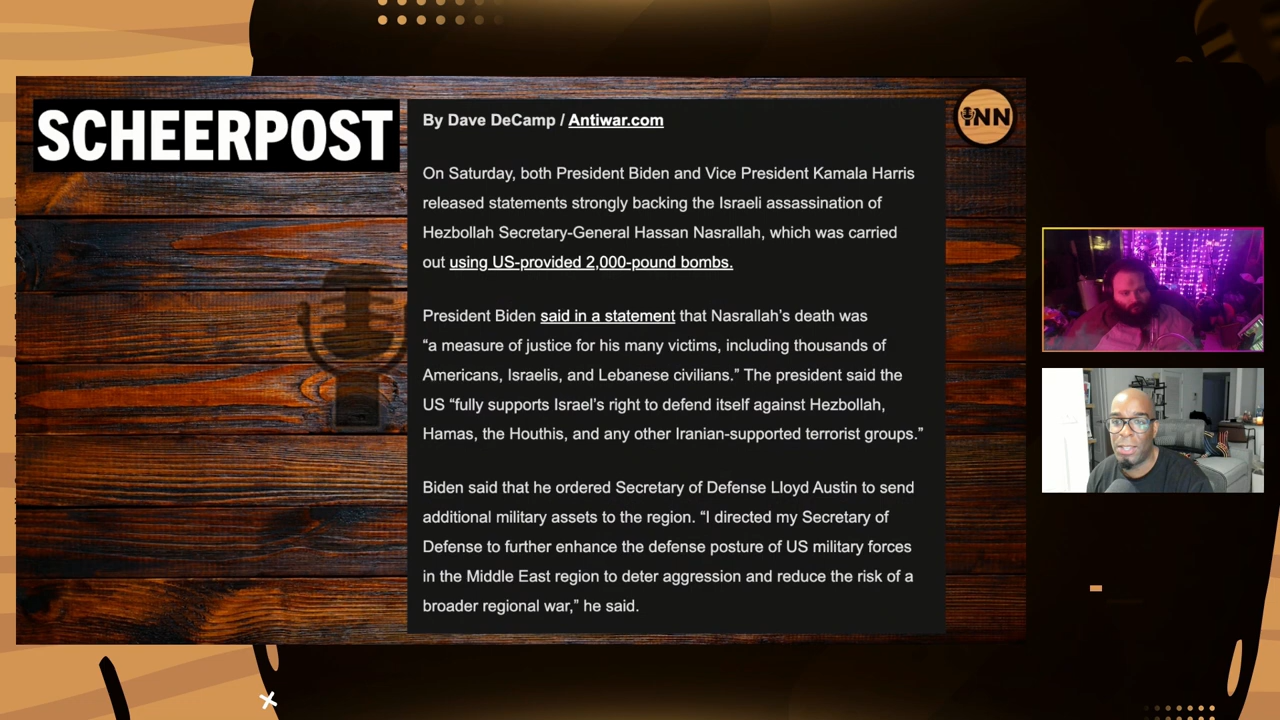 SCHEERPOST
iNN
By Dave DeCamp / Antiwar.com
On Saturday, both President Biden and Vice President Kamala Harris
released statements strongly backing the Israeli assassination of
Hezbollah Secretary-General Hassan Nasrallah, which was carried
out using US-provided 2,000-pound bombs.
President Biden said in a statement that Nasrallah’s death was
“a measure of justice for his many victims, including thousands of
Americans, Israelis, and Lebanese civilians.” The president said the
US “fully supports Israel’s right to defend itself against Hezbollah,
Hamas, the Houthis, and any other Iranian-supported terrorist groups.”
Biden said that he ordered Secretary of Defense Lloyd Austin to send
additional military assets to the region. “I directed my Secretary of
Defense to further enhance the defense posture of US military forces
in the Middle East region to deter aggression and reduce the risk of a
broader regional war,” he said.